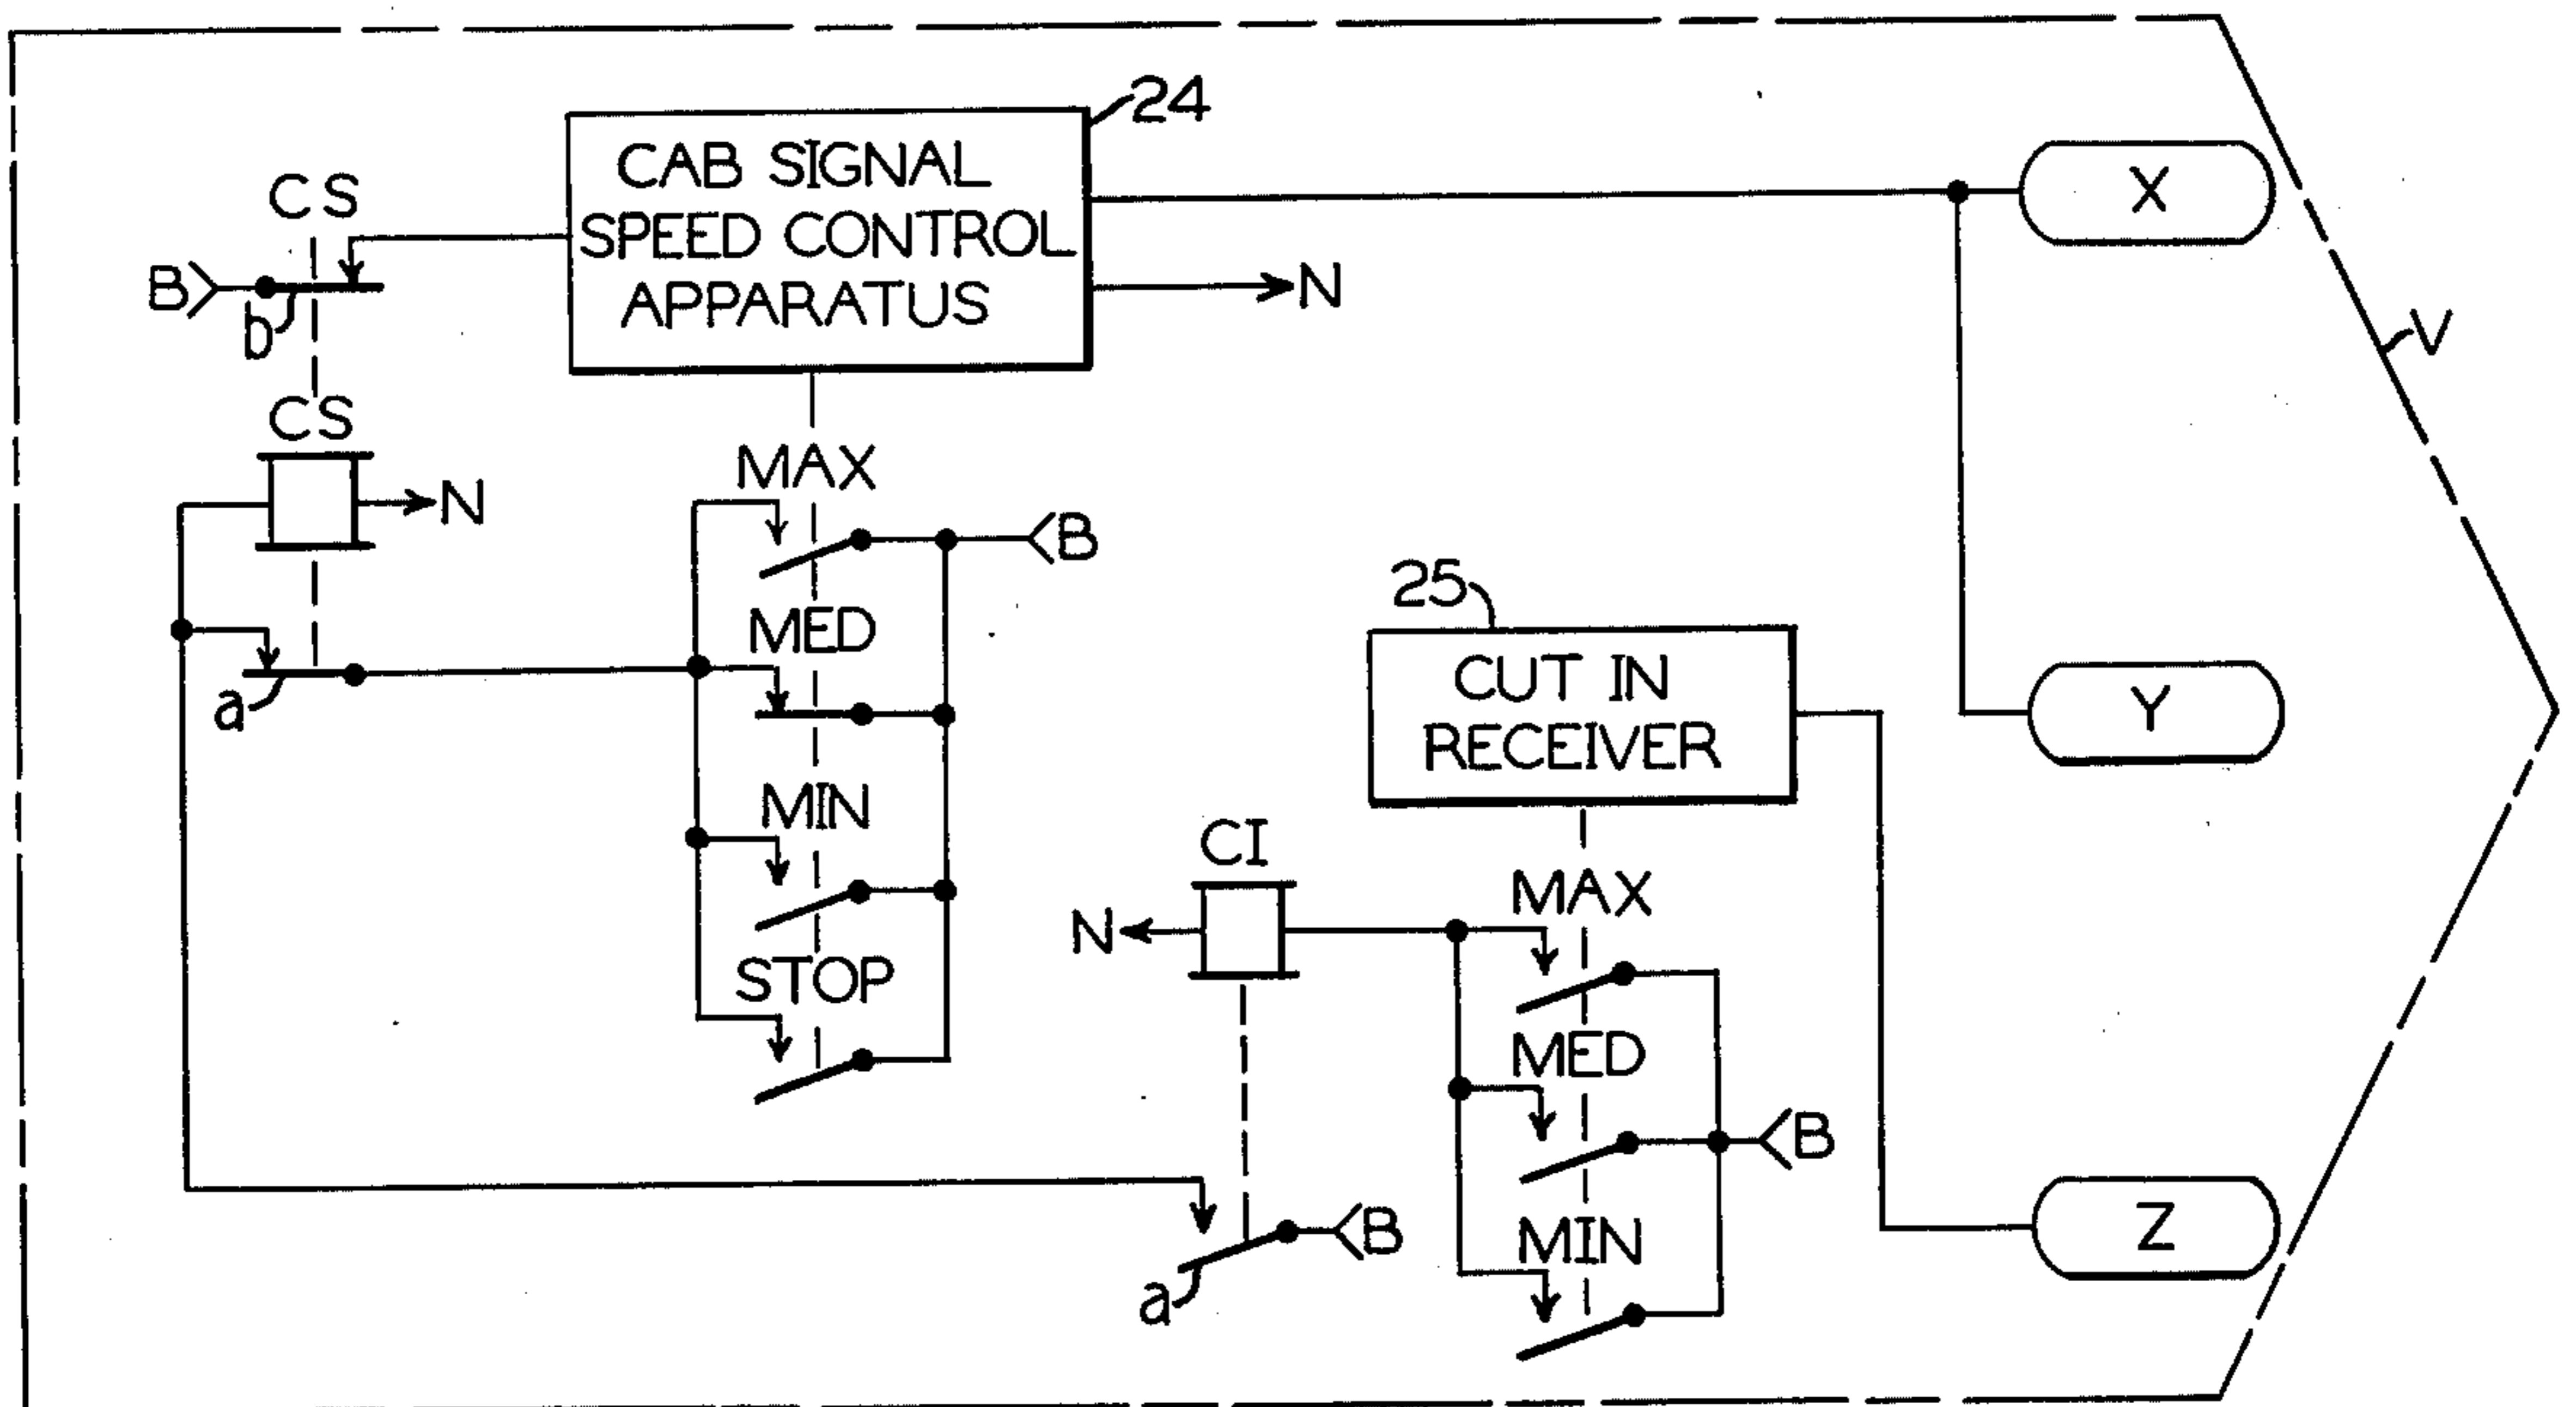 24
CAB SIGNAL
SPEED CONTROL
APPARATUS
X
CS
B
b
N
V
CS
N
MAX
B
MED
a
MIN
STOP
25
CUT IN
RECEIVER
Y
CI
N
MAX
MED
B
MIN
a
B
Z